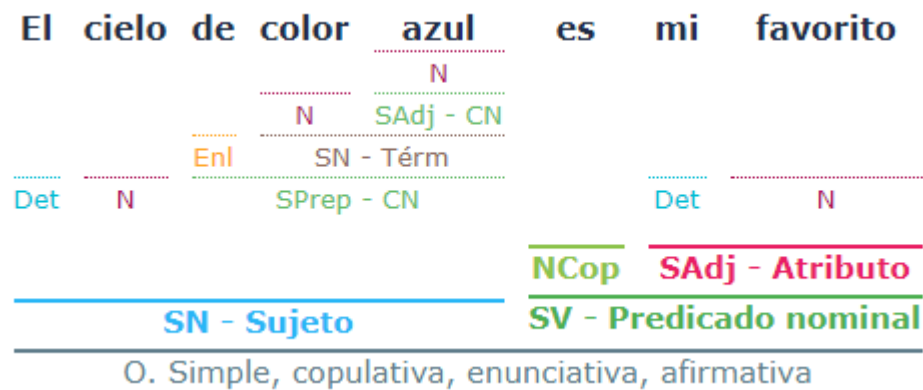 El cielo de color azul es mi favorito
N
N SAdj - CN
Enl SN - Térm
Det N SPrep - CN Det N
NCop SAdj - Atributo
SN - Sujeto SV - Predicado nominal
O. Simple, copulativa, enunciativa, afirmativa